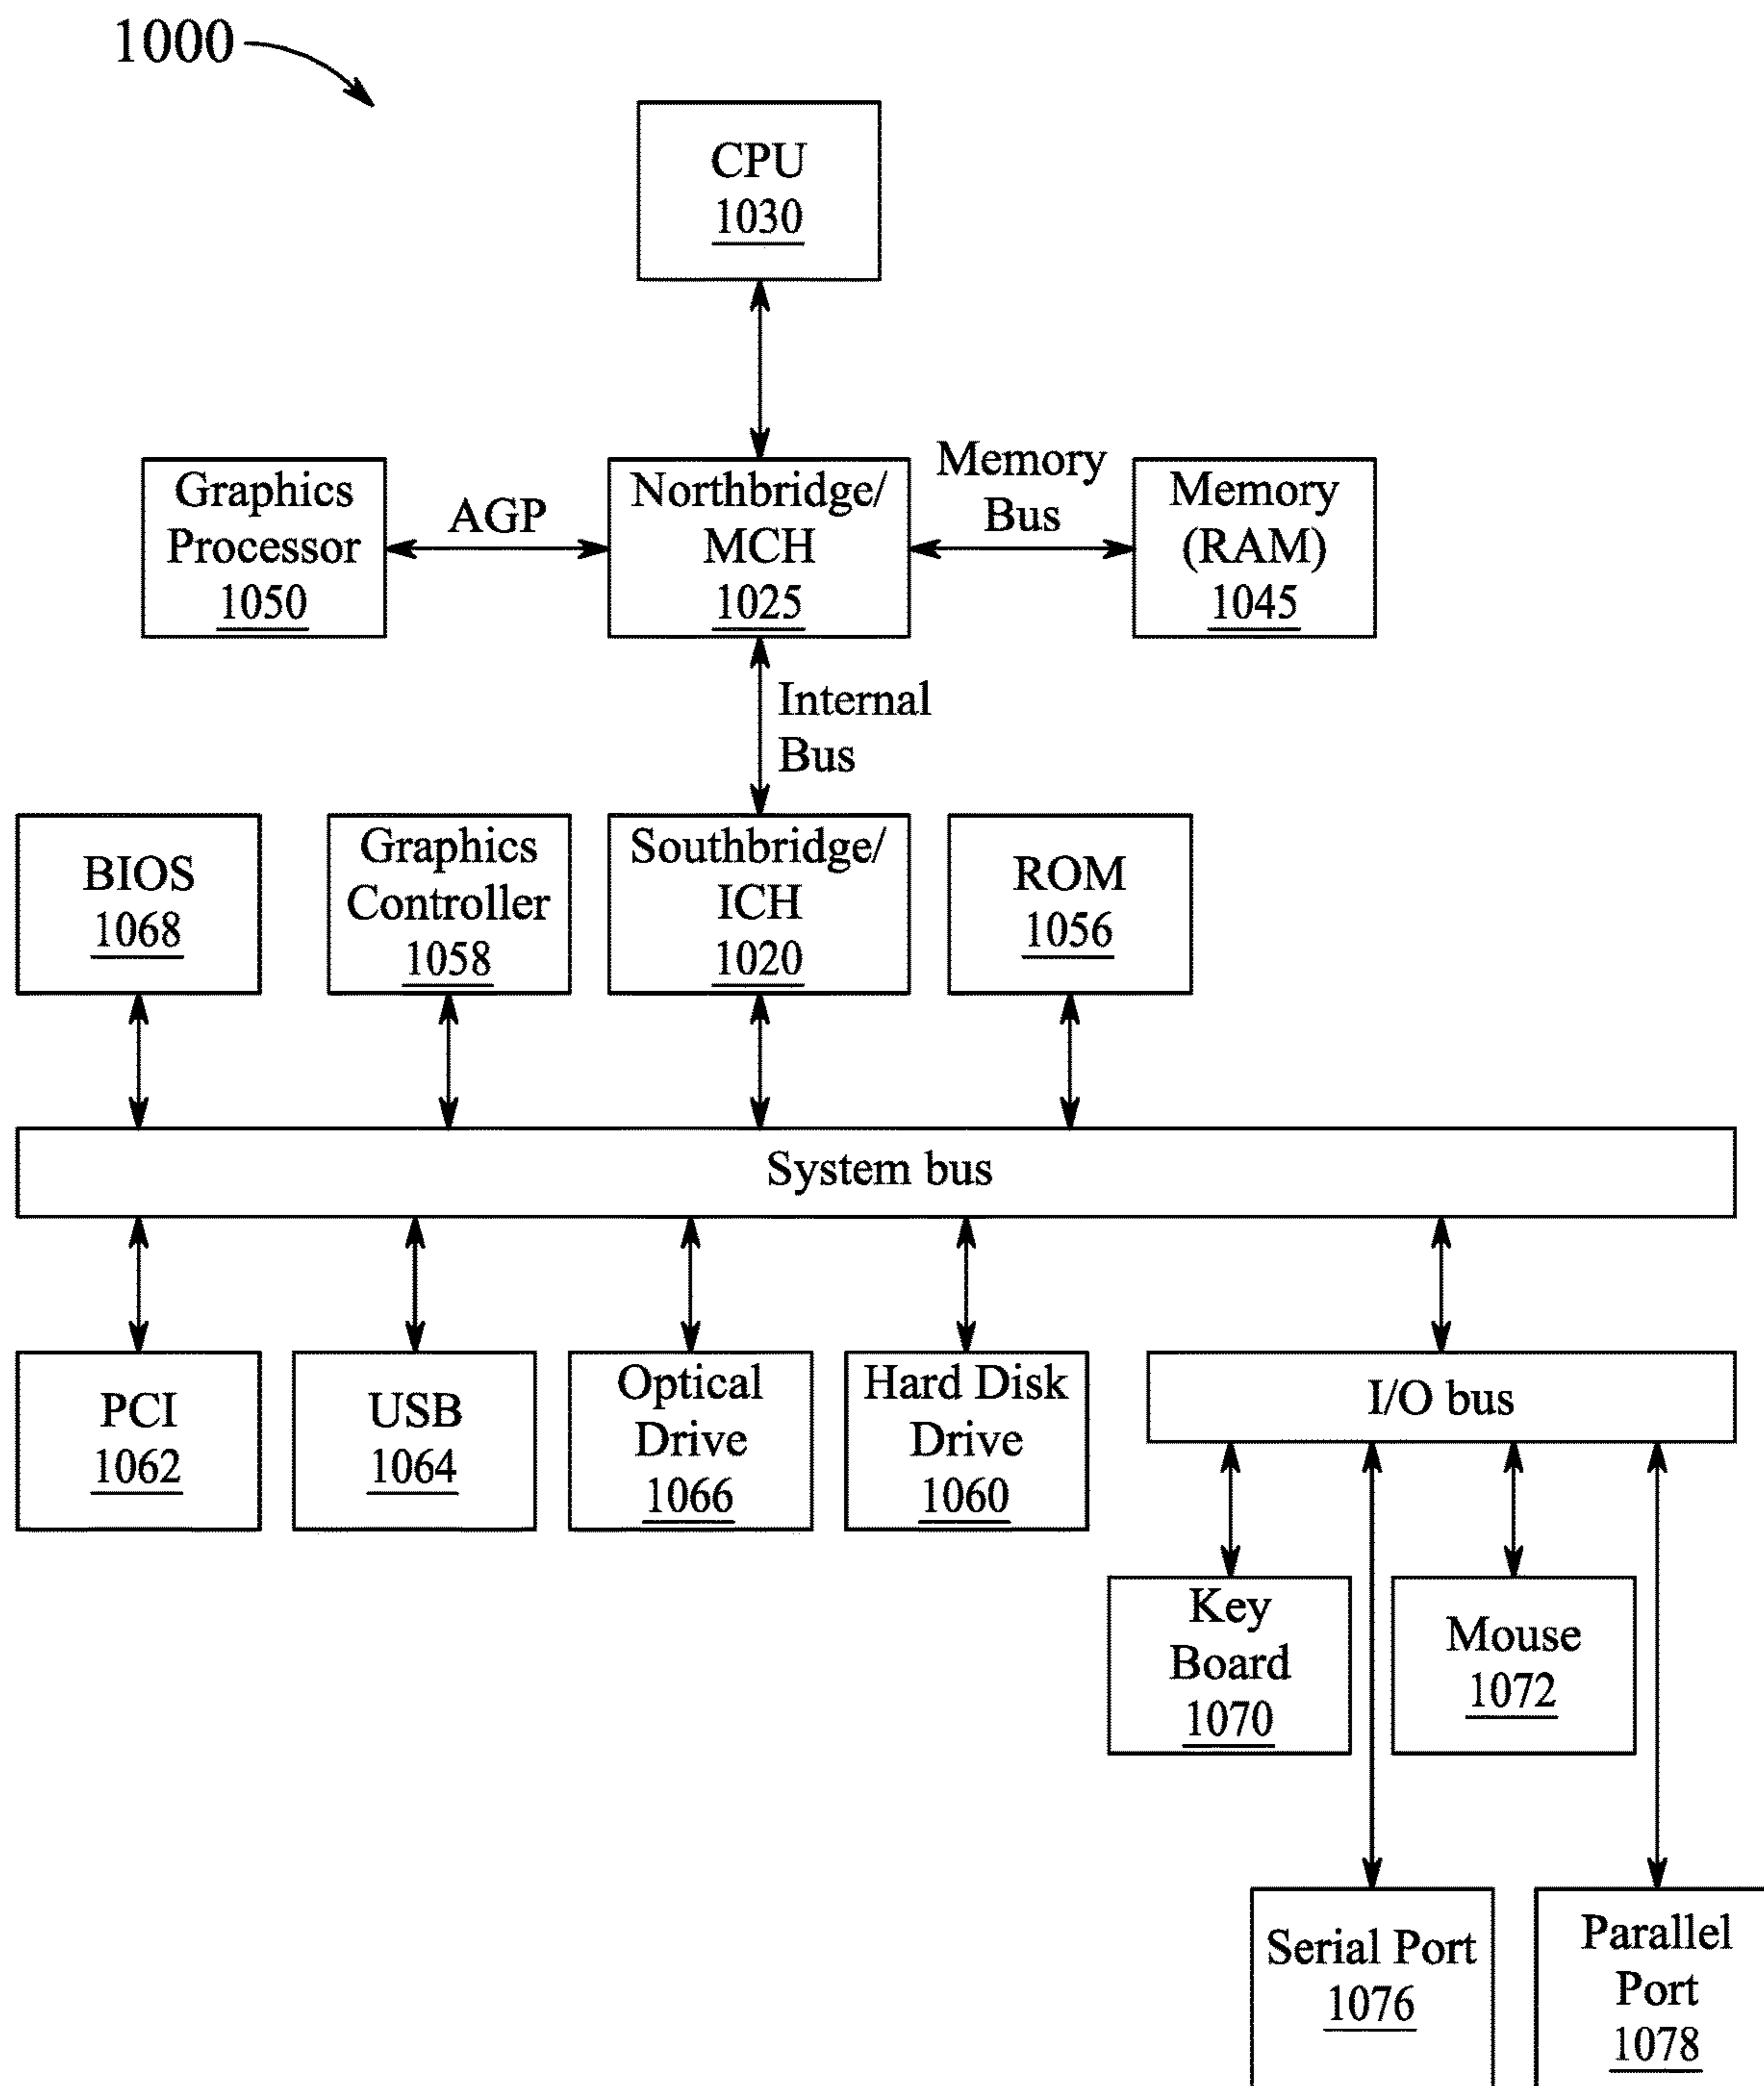 1000
CPU
1030
Graphics
Processor
1050
AGP
Northbridge/
MCH
1025
Memory
Bus
Memory
(RAM)
1045
Internal
Bus
BIOS
1068
Graphics
Controller
1058
Southbridge/
ICH
1020
ROM
1056
System bus
PCI
1062
USB
1064
Optical
Drive
1066
Hard Disk
Drive
1060
I/O bus
Key
Board
1070
Mouse
1072
Serial Port
1076
Parallel
Port
1078